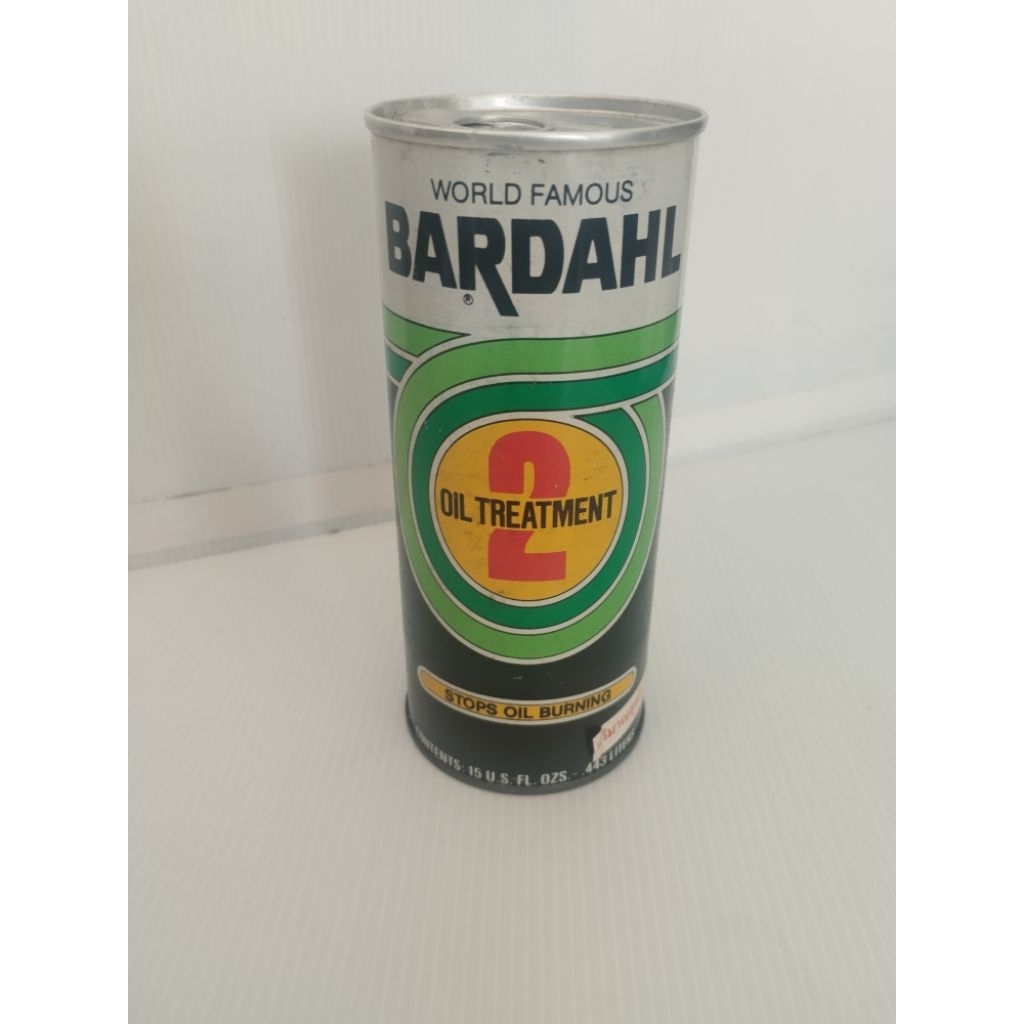 WORLD FAMOUS
BARDAHL
®
2
OIL TREATMENT
STOPS OIL BURNING
CONTENTS: 15 U.S. FL. OZS. - .443 LITERS